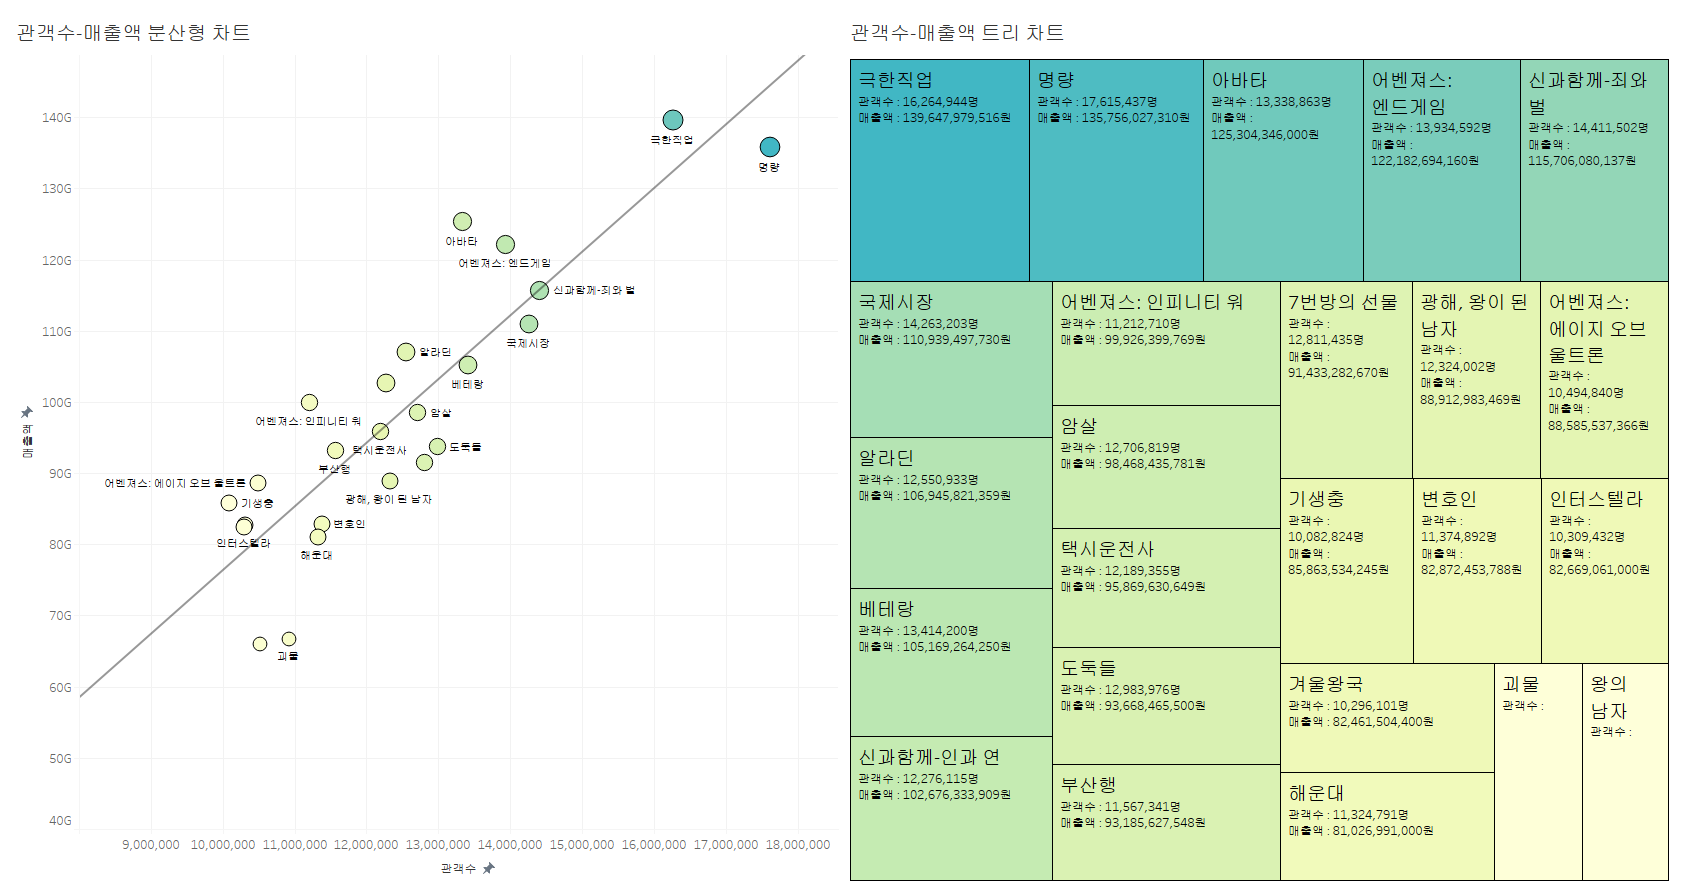 관객수-매출액 분산형 차트
140G
130G
120G
110G
100G
90G
80G
70G
60G
50G
40G
매출액
극한직업
명량
아바타
어벤져스: 엔드게임
신과함께-죄와 벌
국제시장
알라딘
베테랑
어벤져스: 인피니티 워
암살
택시운전사
도둑들
부산행
어벤져스: 에이지 오브 울트론
광해, 왕이 된 남자
기생충
변호인
인터스텔라
해운대
괴물
9,000,000
10,000,000
11,000,000
12,000,000
13,000,000
14,000,000
15,000,000
16,000,000
17,000,000
18,000,000
관객수
관객수-매출액 트리 차트
극한직업
관객수 : 16,264,944명
매출액 : 139,647,979,516원
명량
관객수 : 17,615,437명
매출액 : 135,756,027,310원
아바타
관객수 : 13,338,863명
매출액 :
125,304,346,000원
어벤져스:
엔드게임
관객수 : 13,934,592명
매출액 :
122,182,694,160원
신과함께-죄와
벌
관객수 : 14,411,502명
매출액 :
115,706,080,137원
국제시장
관객수 : 14,263,203명
매출액 : 110,939,497,730원
알라딘
관객수 : 12,550,933명
매출액 : 106,945,821,359원
베테랑
관객수 : 13,414,200명
매출액 : 105,169,264,250원
신과함께-인과 연
관객수 : 12,276,115명
매출액 : 102,676,333,909원
어벤져스: 인피니티 워
관객수 : 11,212,710명
매출액 : 99,926,399,769원
암살
관객수 : 12,706,819명
매출액 : 98,468,435,781원
택시운전사
관객수 : 12,189,355명
매출액 : 95,869,630,649원
도둑들
관객수 : 12,983,976명
매출액 : 93,668,465,500원
부산행
관객수 : 11,567,341명
매출액 : 93,185,627,548원
7번방의 선물
관객수 :
12,811,435명
매출액 :
91,433,282,670원
광해, 왕이 된
남자
관객수 :
12,324,002명
매출액 :
88,912,983,469원
어벤져스:
에이지 오브
울트론
관객수 :
10,494,840명
매출액 :
88,585,537,366원
기생충
관객수 :
10,082,824명
매출액 :
85,863,534,245원
변호인
관객수 :
11,374,892명
매출액 :
82,872,453,788원
인터스텔라
관객수 :
10,309,432명
매출액 :
82,669,061,000원
겨울왕국
관객수 : 10,296,101명
매출액 : 82,461,504,400원
해운대
관객수 : 11,324,791명
매출액 : 81,026,991,000원
괴물
관객수 :
왕의
남자
관객수 :